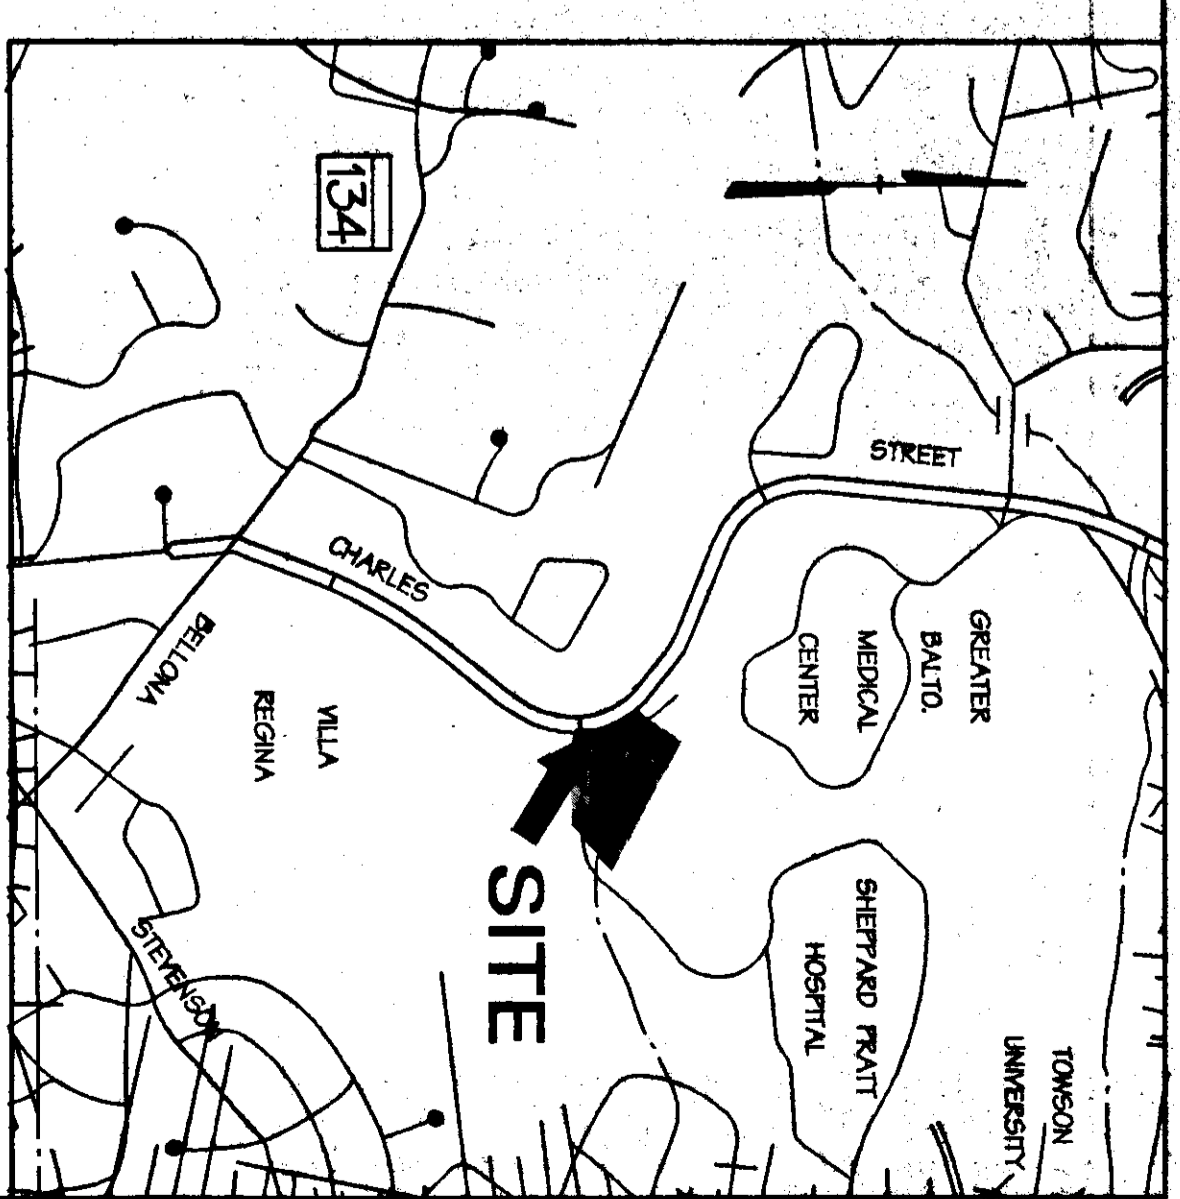 134
STREET
CHARLES
GREATER
BALTO.
MEDICAL
CENTER
BELLONA
VILLA
REGINA
SITE
SHEPPARD PRATT
HOSPITAL
STEVENSON
TOWSON
UNIVERSITY